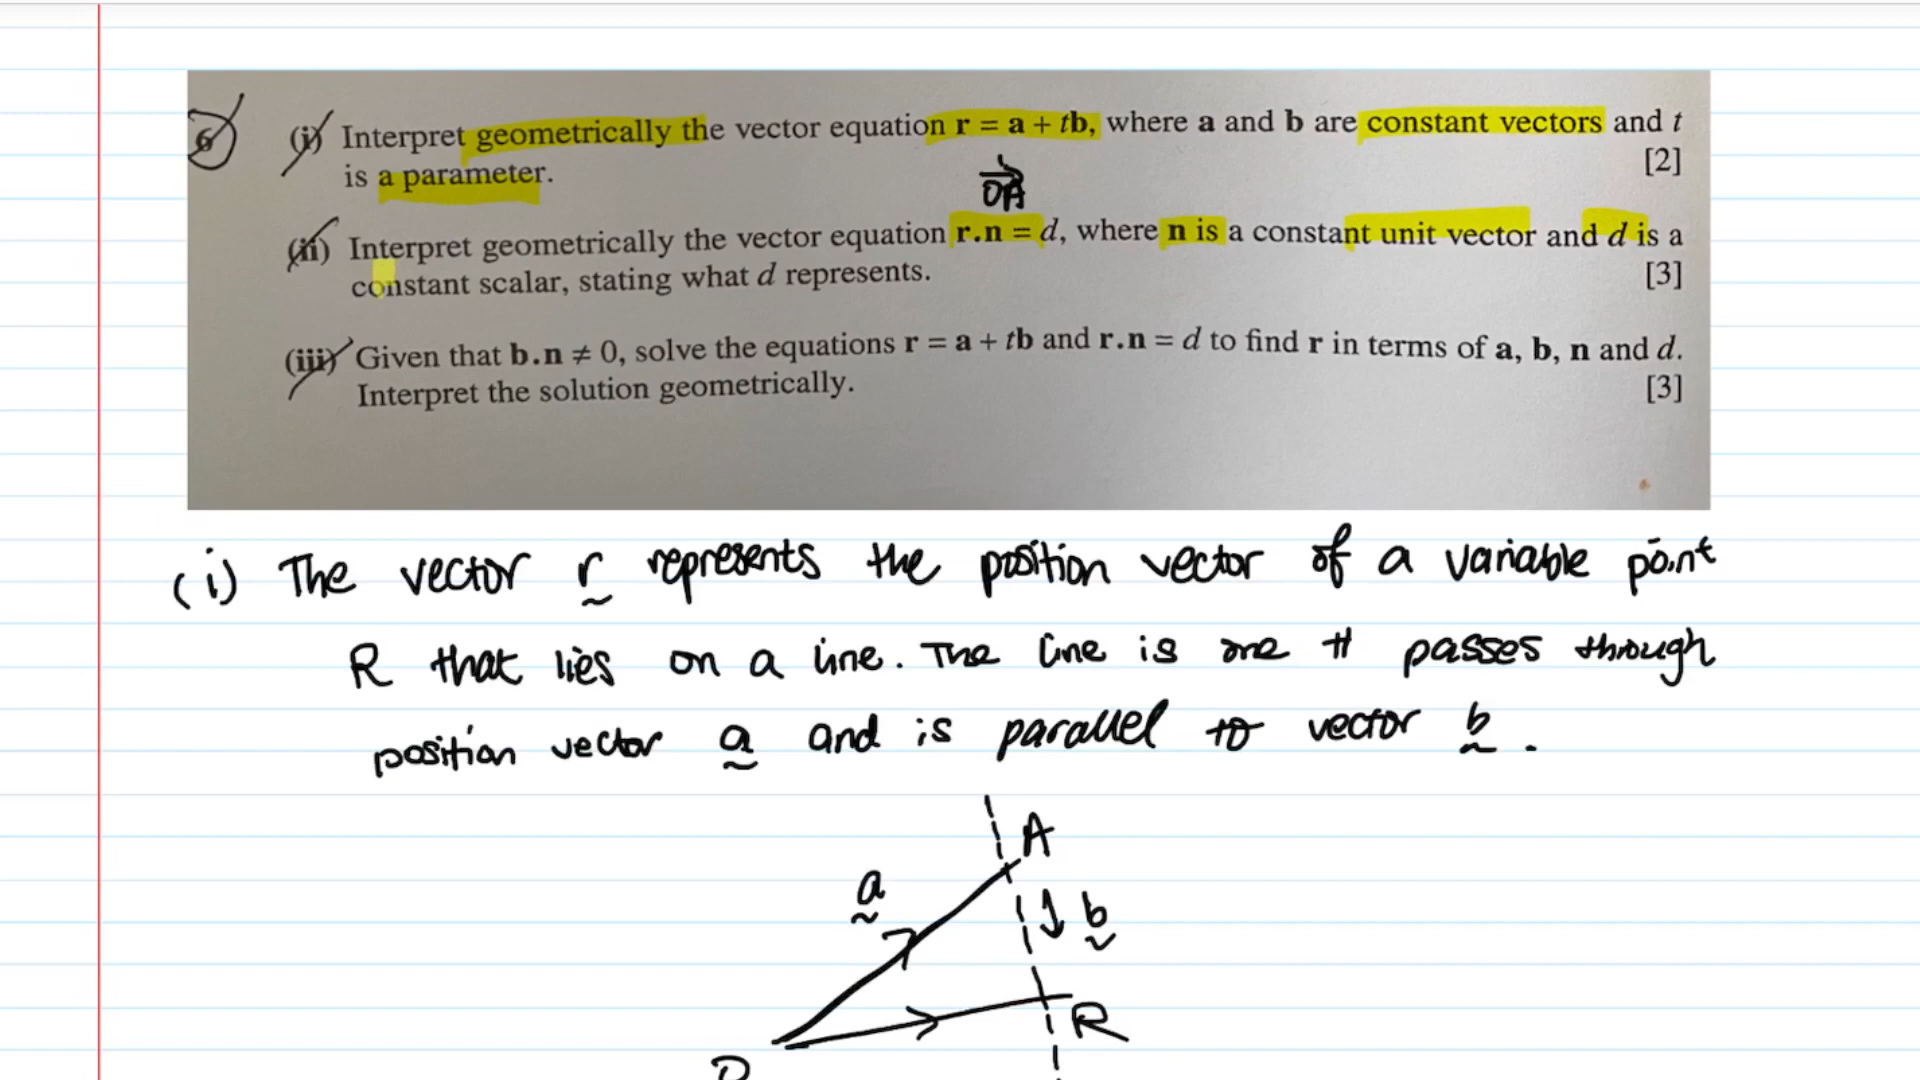 6 (i) Interpret geometrically the vector equation r = a + tb, where a and b are constant vectors and t
is a parameter. [2]
OA
(ii) Interpret geometrically the vector equation r.n = d, where n is a constant unit vector and d is a
constant scalar, stating what d represents. [3]
(iii) Given that b.n ≠ 0, solve the equations r = a + tb and r.n = d to find r in terms of a, b, n and d.
Interpret the solution geometrically. [3]
(i) The vector r represents the position vector of a variable point
R that lies on a line. The line is one tt passes through
position vector a and is parallel to vector b.
A
a
b
R
O